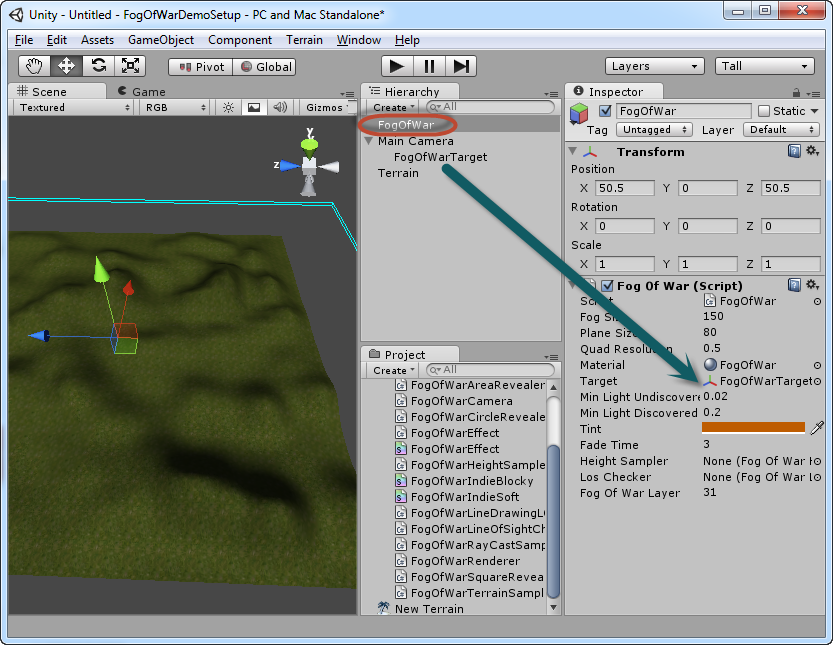 Unity - Untitled - FogOfWarDemoSetup - PC and Mac Standalone*
File Edit Assets GameObject Component Terrain Window Help
Pivot Global Layers Tall
Scene Game
Textured RGB Gizmos
Hierarchy
Create All
FogOfWar
Main Camera
FogOfWarTarget
Terrain
Project
Create All
FogOfWarAreaRevealer
FogOfWarCamera
FogOfWarCircleReveale
FogOfWarEffect
FogOfWarEffect
FogOfWarHeightSample
FogOfWarIndieBlocky
FogOfWarIndieSoft
FogOfWarLineDrawingL
FogOfWarLineOfSightCh
FogOfWarRayCastSamp
FogOfWarRenderer
FogOfWarSquareRevea
FogOfWarTerrainSampl
New Terrain
Inspector
FogOfWar Static
Tag Untagged Layer Default
Transform
Position
X 50.5 Y 0 Z 50.5
Rotation
X 0 Y 0 Z 0
Scale
X 1 Y 1 Z 1
Fog Of War (Script)
FogOfWar
Fog 150
Plane Size 80
Quad Resolution 0.5
Material FogOfWar
Target FogOfWarTarget
Min Light Undiscovere 0.02
Min Light Discovered 0.2
Tint
Fade Time 3
Height Sampler None (Fog Of War
Los Checker None (Fog Of War
Fog Of War Layer 31
y
z